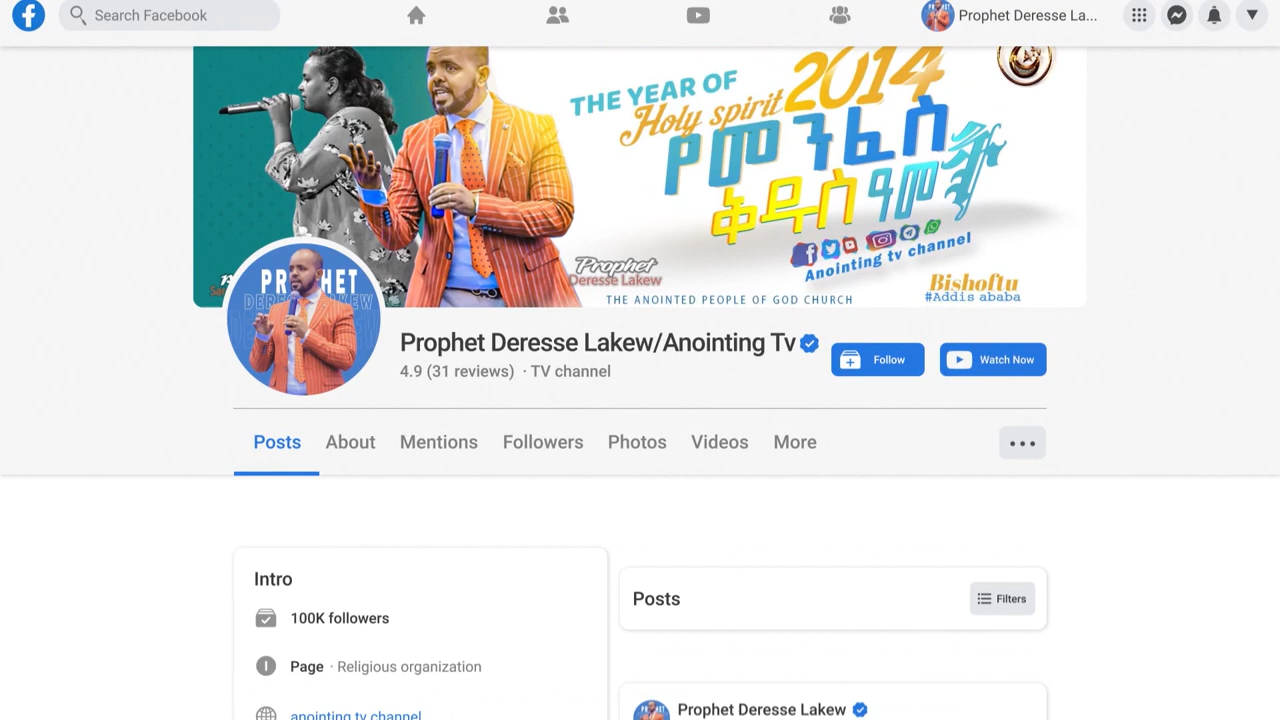 Search Facebook
Prophet Deresse La...
THE YEAR OF
Holy spirit 2014
የመንፈስ
ቅዱስ ዓመት
Anointing tv channel
Prophet
Deresse Lakew
THE ANOINTED PEOPLE OF GOD CHURCH
Bishoftu
#Addis ababa
PROPHET
DERESSE LAKEW
Prophet Deresse Lakew/Anointing Tv
4.9 (31 reviews) · TV channel
Follow
Watch Now
Posts About Mentions Followers Photos Videos More
Intro
100K followers
Page · Religious organization
anointing tv channel
Posts
Filters
Prophet Deresse Lakew